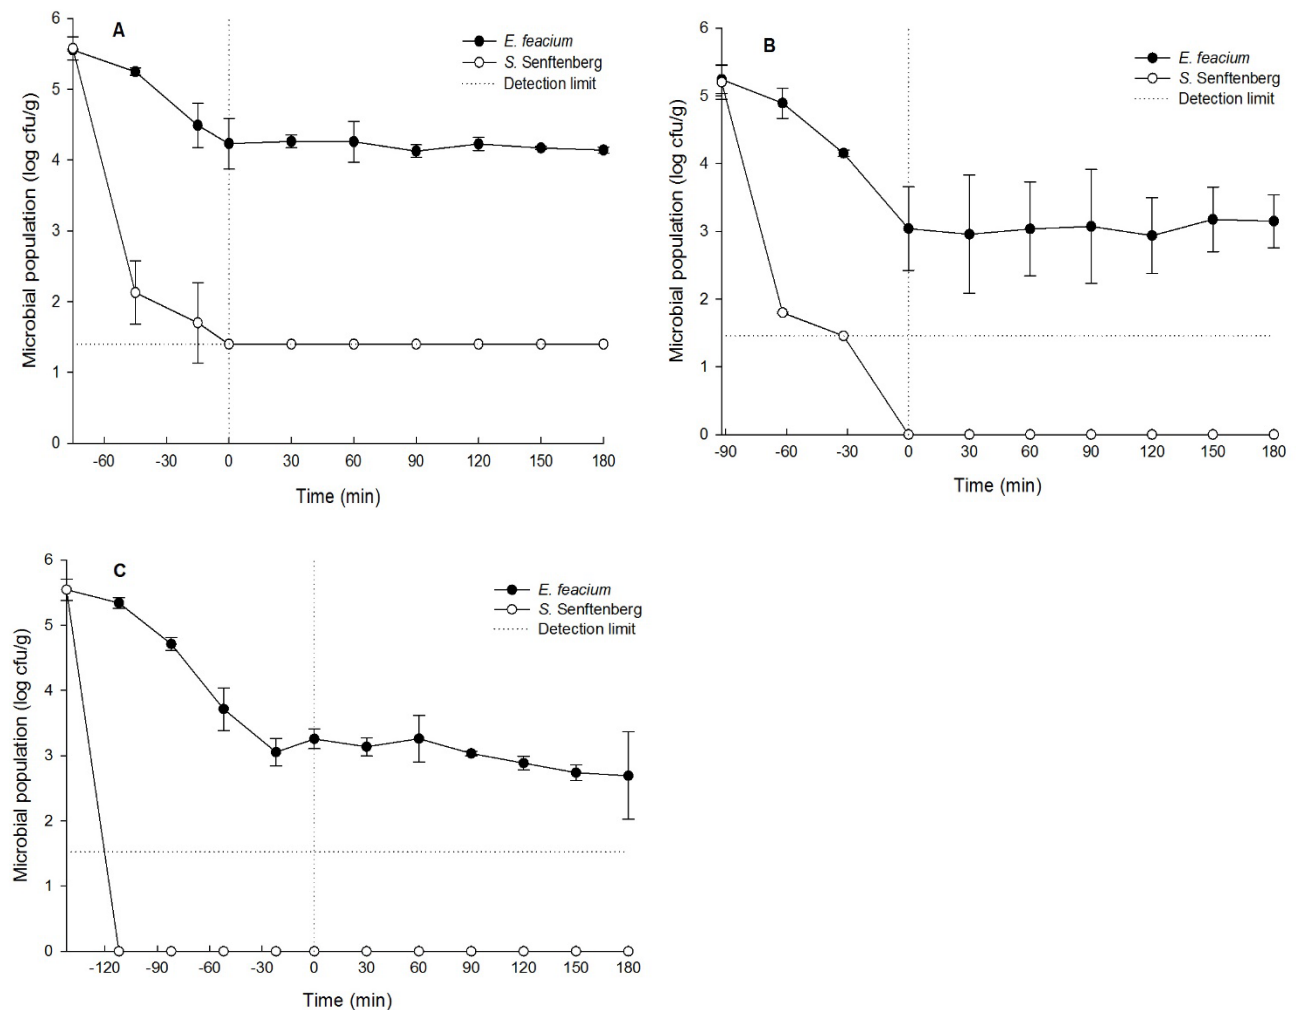 A
E. feacium
S. Senftenberg
Detection limit
Microbial population (log cfu/g)
6
5
4
3
2
1
0
-60 -30 0 30 60 90 120 150 180
Time (min)
B
E. feacium
S. Senftenberg
Detection limit
Microbial population (log cfu/g)
6
5
4
3
2
1
0
-90 -60 -30 0 30 60 90 120 150 180
Time (min)
C
E. feacium
S. Senftenberg
Detection limit
Microbial population (log cfu/g)
6
5
4
3
2
1
0
-120 -90 -60 -30 0 30 60 90 120 150 180
Time (min)